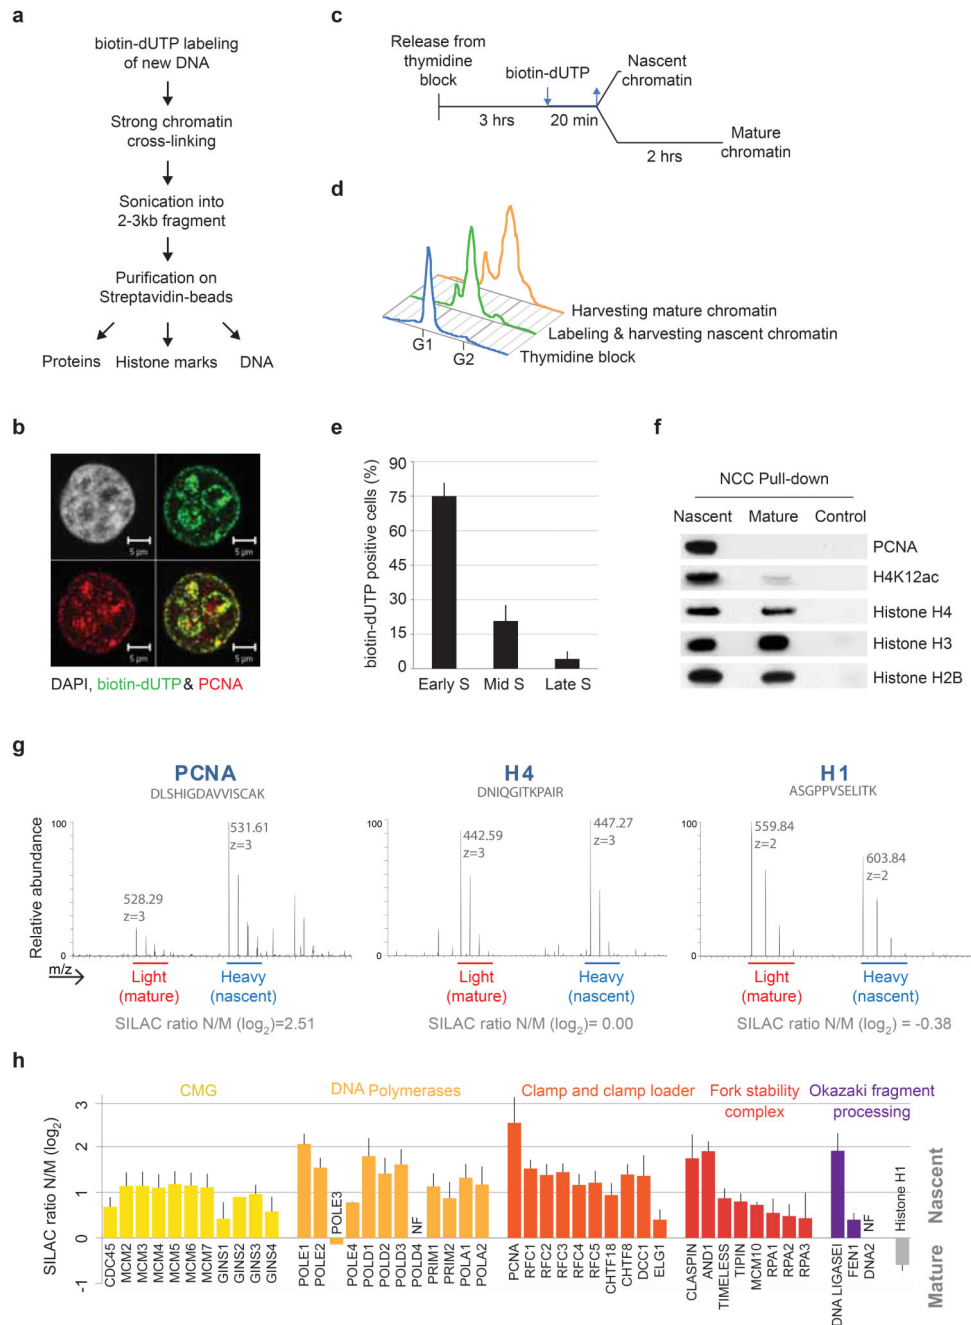 a
biotin-dUTP labeling
of new DNA
Strong chromatin
cross-linking
Sonication into
2-3kb fragment
Purification on
Streptavidin-beads
Proteins Histone marks DNA
c
Release from
thymidine
block
biotin-dUTP
Nascent
chromatin
3 hrs
20 min
2 hrs
Mature
chromatin
d
Harvesting mature chromatin
Labeling & harvesting nascent chromatin
Thymidine block
G1
G2
b
5 µm
5 µm
5 µm
5 µm
DAPI, biotin-dUTP & PCNA
e
biotin-dUTP positive cells (%)
90
75
60
45
30
15
0
Early S Mid S Late S
f
NCC Pull-down
Nascent Mature Control
PCNA
H4K12ac
Histone H4
Histone H3
Histone H2B
g
PCNA
DLSHIGDAVVISCAK
Relative abundance
100
0
528.29
z=3
531.61
z=3
m/z
Light
(mature)
Heavy
(nascent)
SILAC ratio N/M (log2)=2.51
H4
DNIQGITKPAIR
100
0
442.59
z=3
447.27
z=3
Light
(mature)
Heavy
(nascent)
SILAC ratio N/M (log2)= 0.00
H1
ASGPPVSELITK
100
0
559.84
z=2
603.84
z=2
Light
(mature)
Heavy
(nascent)
SILAC ratio N/M (log2) = -0.38
h
SILAC ratio N/M (log2)
3
2
1
0
-1
CMG
DNA Polymerases
Clamp and clamp loader
Fork stability
complex
Okazaki fragment
processing
CDC45
MCM2
MCM3
MCM4
MCM5
MCM6
MCM7
GINS1
GINS2
GINS3
GINS4
POLE1
POLE2
POLE3
POLE4
POLD1
POLD2
POLD3
POLD4
NF
PRIM1
PRIM2
POLA1
POLA2
PCNA
RFC1
RFC2
RFC3
RFC4
RFC5
CHTF18
CHTF8
DCC1
ELG1
CLASPIN
AND1
TIMELESS
TIPIN
MCM10
RPA1
RPA2
RPA3
DNA LIGASEI
FEN1
DNA2
NF
Histone H1
Nascent
Mature